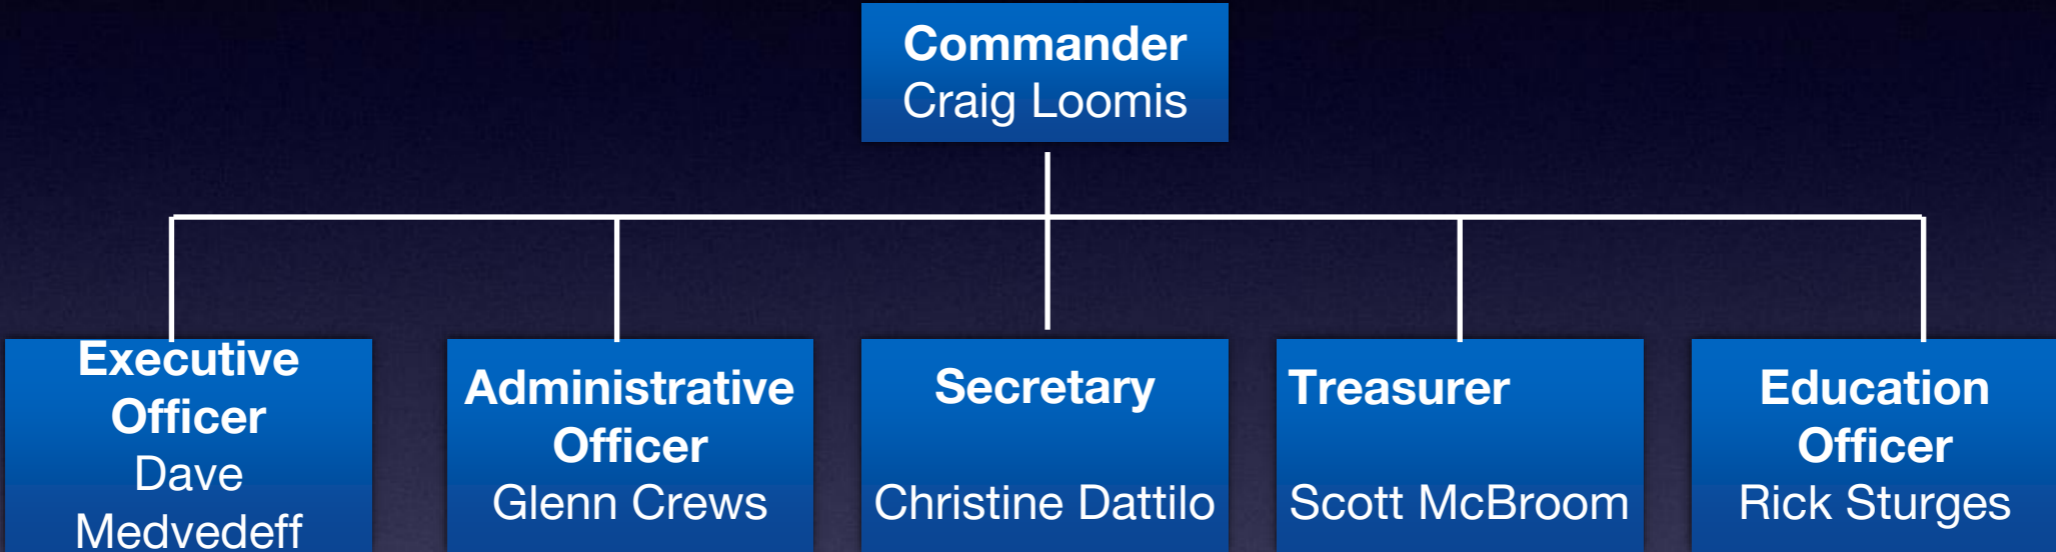 Commander
Craig Loomis
Executive
Officer
Dave
Medvedeff
Administrative
Officer
Glenn Crews
Secretary
Christine Dattilo
Treasurer
Scott McBroom
Education
Officer
Rick Sturges